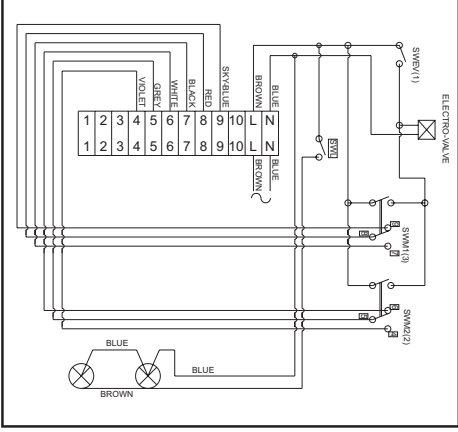 SWEV(1)
ELECTRO-VALVE
SKY-BLUE
RED
BLACK
WHITE
GREY
VIOLET
BROWN
BLUE
1 2 3 4 5 6 7 8 9 10 L N
1 2 3 4 5 6 7 8 9 10 L N
BROWN
BLUE
SWL
SWM1(3)
SWM2(2)
BLUE
BLUE
BROWN